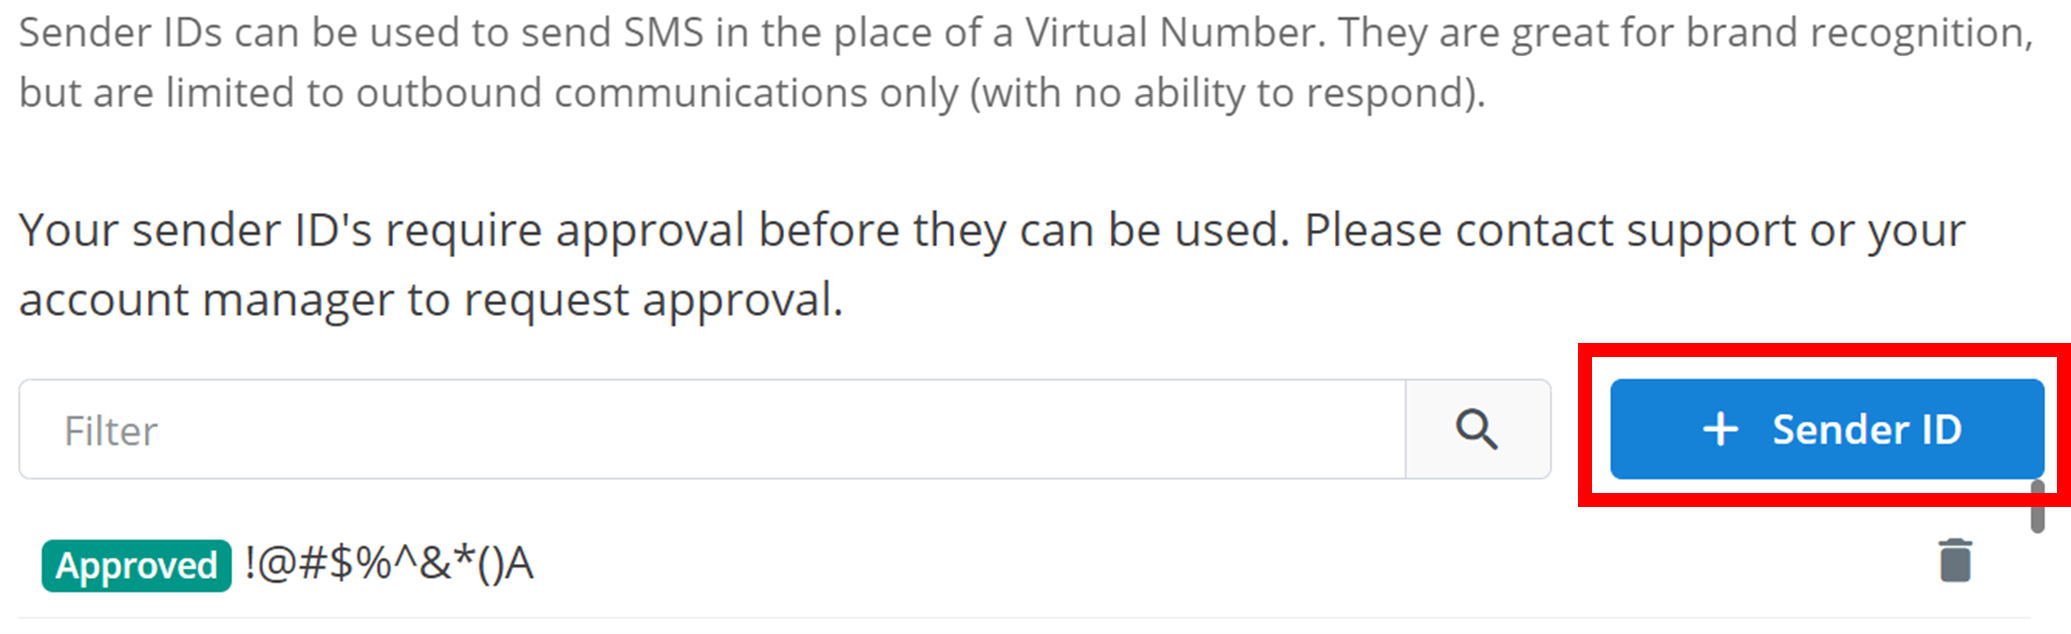 Sender IDs can be used to send SMS in the place of a Virtual Number. They are great for brand recognition,
but are limited to outbound communications only (with no ability to respond).
Your sender ID's require approval before they can be used. Please contact support or your
account manager to request approval.
Filter
+ Sender ID
Approved !@#$%^&*()A